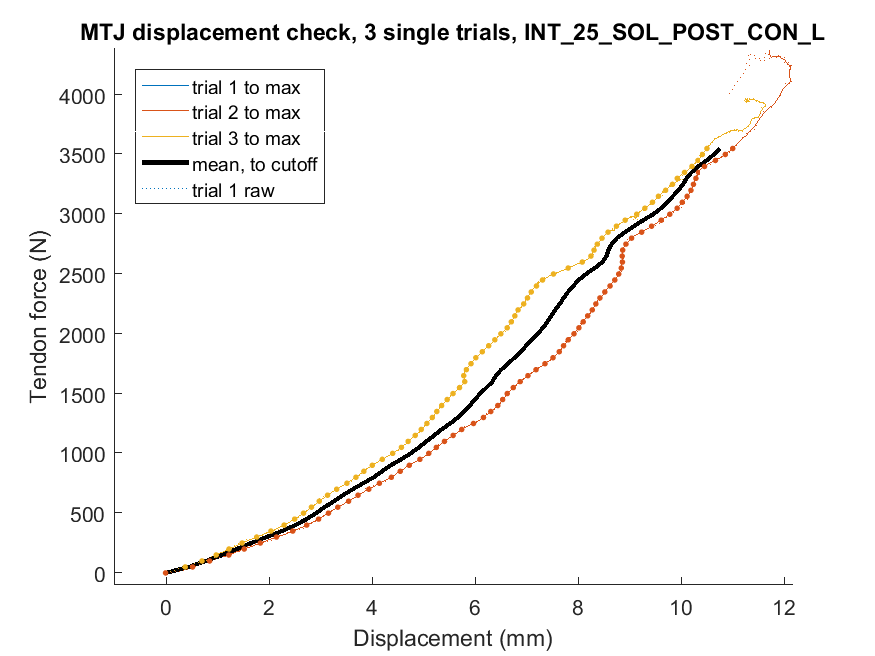 MTJ displacement check, 3 single trials, INT_25_SOL_POST_CON_L
trial 1 to max
trial 2 to max
trial 3 to max
mean, to cutoff
trial 1 raw
4000
3500
3000
2500
2000
1500
1000
500
0
Tendon force (N)
0 2 4 6 8 10 12
Displacement (mm)